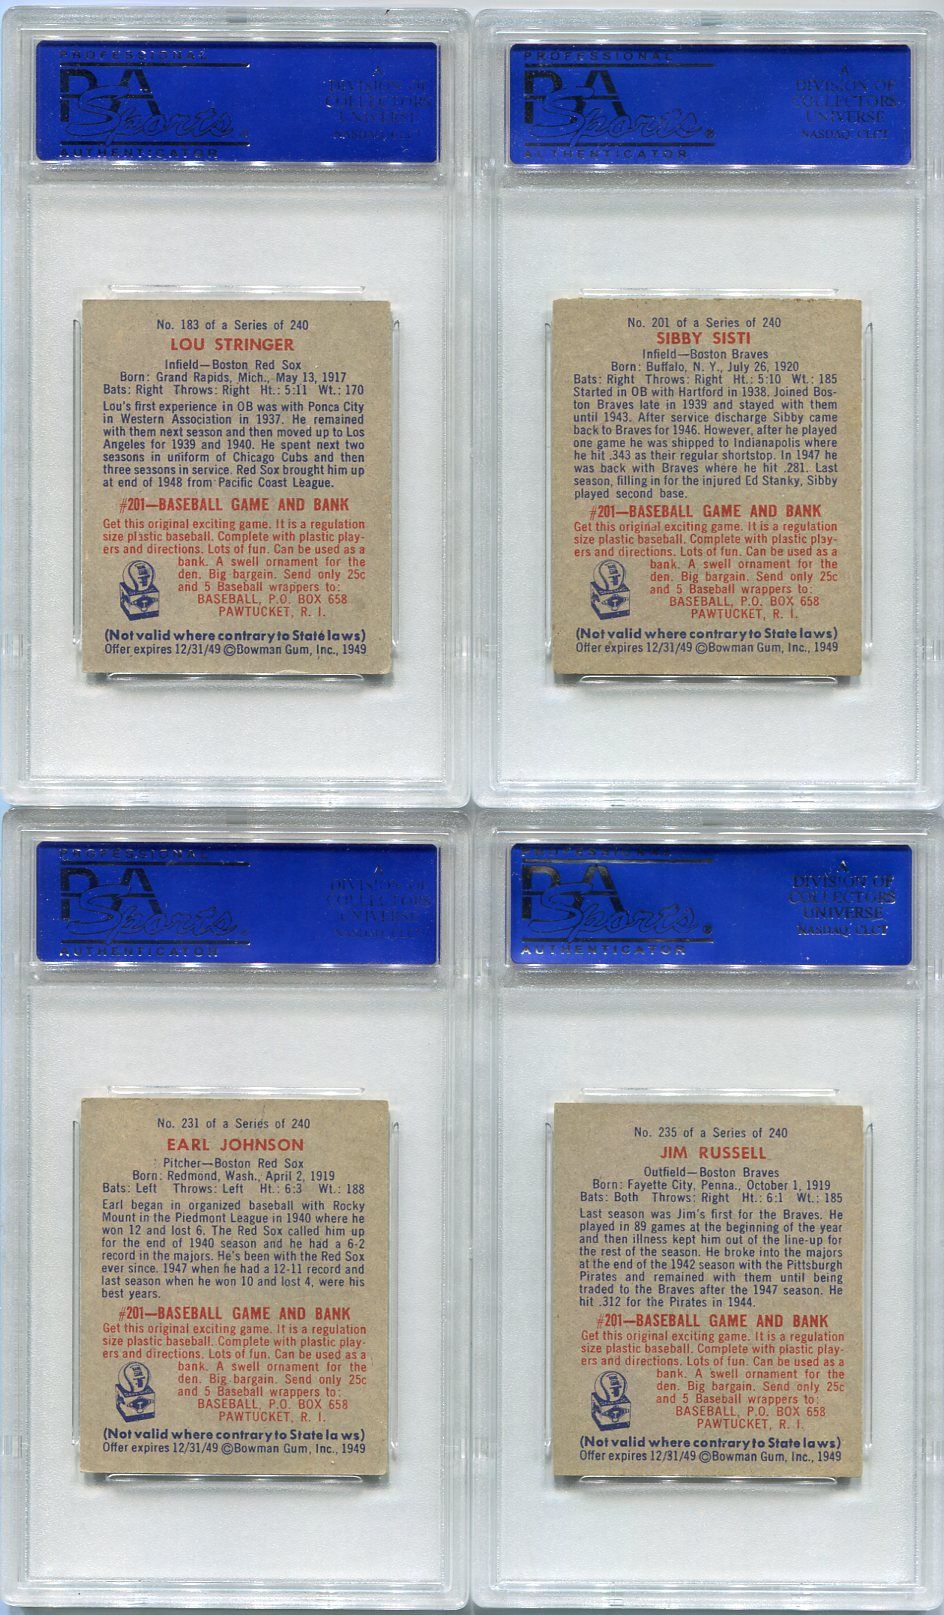 PROFESSIONAL
PSA
Sports
AUTHENTICATOR
A
DIVISION OF
COLLECTORS
UNIVERSE
NASDAQ: CLCT
No. 183 of a Series of 240
LOU STRINGER
Infield—Boston Red Sox
Born: Grand Rapids, Mich., May 13, 1917
Bats: Right Throws: Right Ht.: 5:11 Wt.: 170
Lou's first experience in OB was with Ponca City
in Western Association in 1937. He remained
with them next season and then moved up to Los
Angeles for 1939 and 1940. He spent next two
seasons in uniform of Chicago Cubs and then
three seasons in service. Red Sox brought him up
at end of 1948 from Pacific Coast League.
#201—BASEBALL GAME AND BANK
Get this original exciting game. It is a regulation
size plastic baseball. Complete with plastic play-
ers and directions. Lots of fun. Can be used as a
bank. A swell ornament for the
den. Big bargain. Send only 25c
and 5 Baseball wrappers to:
BASEBALL, P.O. BOX 658
PAWTUCKET, R. I.
(Not valid where contrary to State laws)
Offer expires 12/31/49 ©Bowman Gum, Inc., 1949
PROFESSIONAL
PSA
Sports®
AUTHENTICATOR
A
DIVISION OF
COLLECTORS
UNIVERSE
NASDAQ: CLCT
No. 201 of a Series of 240
SIBBY SISTI
Infield—Boston Braves
Born: Buffalo, N. Y., July 26, 1920
Bats: Right Throws: Right Ht.: 5:10 Wt.: 185
Started in OB with Hartford in 1938. Joined Bos-
ton Braves late in 1939 and stayed with them
until 1943. After service discharge Sibby came
back to Braves for 1946. However, after he played
one game he was shipped to Indianapolis where
he hit .343 as their regular shortstop. In 1947 he
was back with Braves where he hit .281. Last
season, filling in for the injured Ed Stanky, Sibby
played second base.
#201—BASEBALL GAME AND BANK
Get this original exciting game. It is a regulation
size plastic baseball. Complete with plastic play-
ers and directions. Lots of fun. Can be used as a
bank. A swell ornament for the
den. Big bargain. Send only 25c
and 5 Baseball wrappers to:
BASEBALL, P.O. BOX 658
PAWTUCKET, R. I.
(Not valid where contrary to State laws)
Offer expires 12/31/49 ©Bowman Gum, Inc., 1949
PROFESSIONAL
PSA
Sports
AUTHENTICATOR
A
DIVISION OF
COLLECTORS
UNIVERSE
NASDAQ: CLCT
No. 231 of a Series of 240
EARL JOHNSON
Pitcher—Boston Red Sox
Born: Redmond, Wash., April 2, 1919
Bats: Left Throws: Left Ht.: 6:3 Wt.: 188
Earl began in organized baseball with Rocky
Mount in the Piedmont League in 1940 where he
won 12 and lost 6. The Red Sox called him up
for the end of 1940 season and he had a 6-2
record in the majors. He's been with the Red Sox
ever since. 1947 when he had a 12-11 record and
last season when he won 10 and lost 4, were his
best years.
#201—BASEBALL GAME AND BANK
Get this original exciting game. It is a regulation
size plastic baseball. Complete with plastic play-
ers and directions. Lots of fun. Can be used as a
bank. A swell ornament for the
den. Big bargain. Send only 25c
and 5 Baseball wrappers to:
BASEBALL, P.O. BOX 658
PAWTUCKET, R. I.
(Not valid where contrary to State laws)
Offer expires 12/31/49 ©Bowman Gum, Inc., 1949
PROFESSIONAL
PSA
Sports®
AUTHENTICATOR
A
DIVISION OF
COLLECTORS
UNIVERSE
NASDAQ: CLCT
No. 235 of a Series of 240
JIM RUSSELL
Outfield—Boston Braves
Born: Fayette City, Penna., October 1, 1919
Bats: Both Throws: Right Ht.: 6:1 Wt.: 185
Last season was Jim's first for the Braves. He
played in 89 games at the beginning of the year
and then illness kept him out of the line-up for
the rest of the season. He broke into the majors
at the end of the 1942 season with the Pittsburgh
Pirates and remained with them until being
traded to the Braves after the 1947 season. He
hit .312 for the Pirates in 1944.
#201—BASEBALL GAME AND BANK
Get this original exciting game. It is a regulation
size plastic baseball. Complete with plastic play-
ers and directions. Lots of fun. Can be used as a
bank. A swell ornament for the
den. Big bargain. Send only 25c
and 5 Baseball wrappers to:
BASEBALL, P.O. BOX 658
PAWTUCKET, R. I.
(Not valid where contrary to State laws)
Offer expires 12/31/49 ©Bowman Gum, Inc., 1949